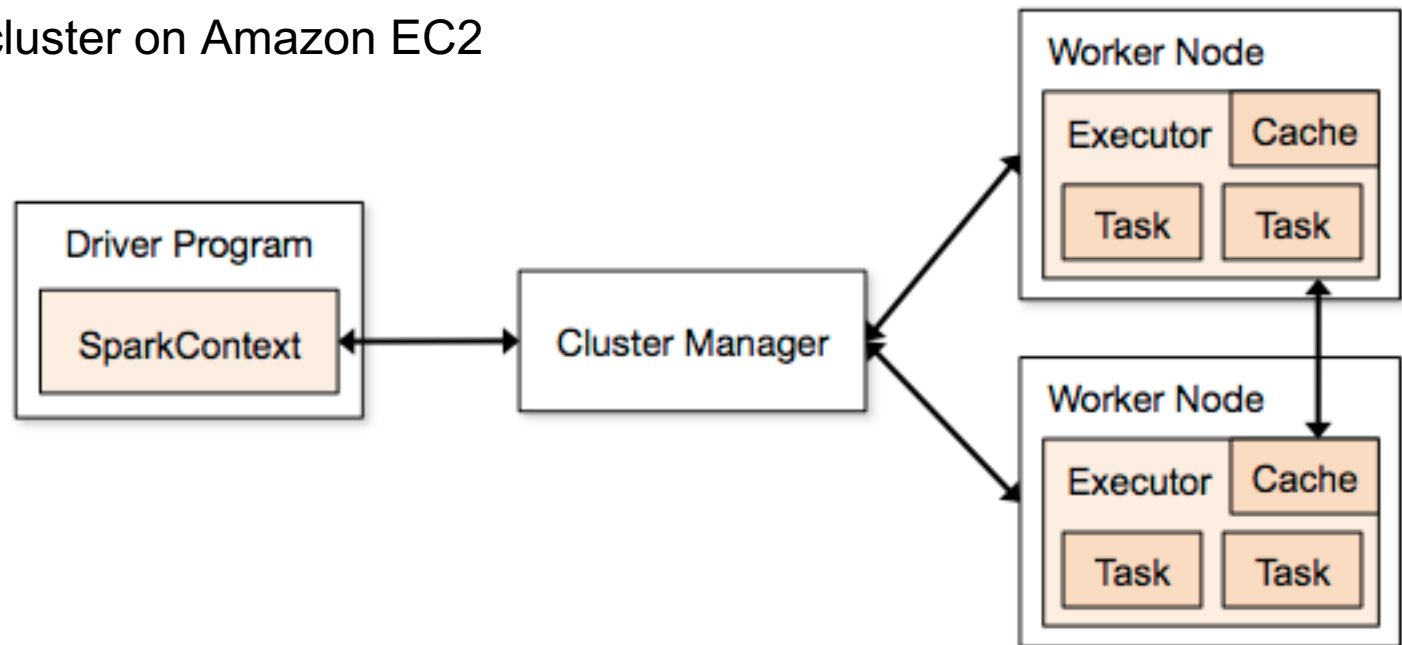 cluster on Amazon EC2
Driver Program
SparkContext
Cluster Manager
Worker Node
Executor
Cache
Task
Task
Worker Node
Executor
Cache
Task
Task